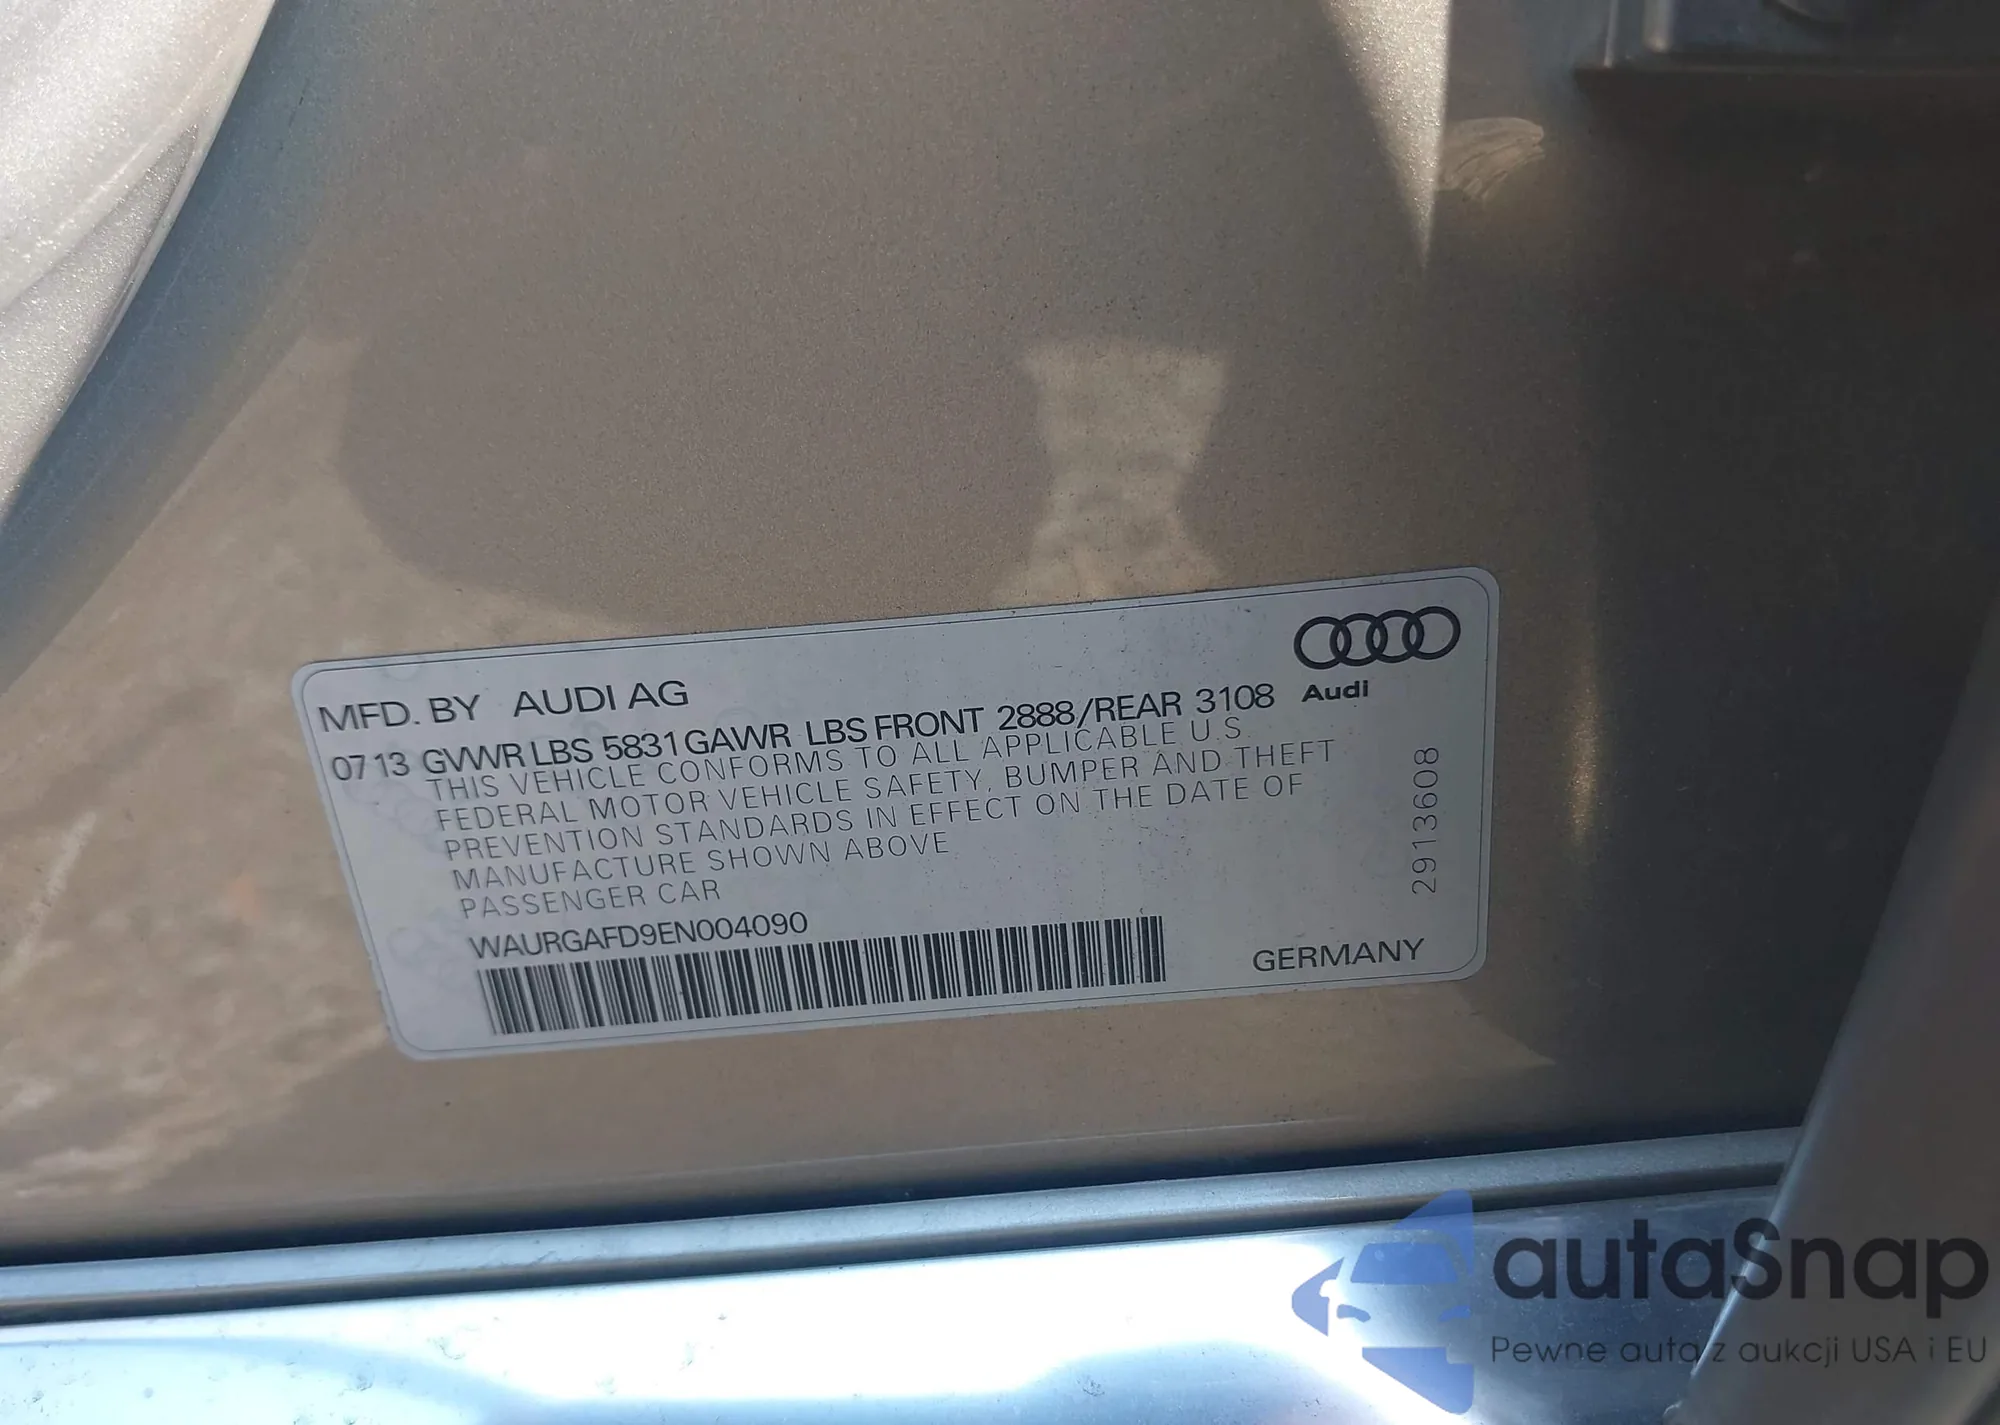 MFD. BY AUDI AG
0713 GVWR LBS 5831 GAWR LBS FRONT 2888/REAR 3108
THIS VEHICLE CONFORMS TO ALL APPLICABLE U.S.
FEDERAL MOTOR VEHICLE SAFETY, BUMPER AND THEFT
PREVENTION STANDARDS IN EFFECT ON THE DATE OF
MANUFACTURE SHOWN ABOVE
PASSENGER CAR
WAURGAFD9EN004090
GERMANY
Audi
2913608
autaSnap
Pewne auta z aukcji USA i EU